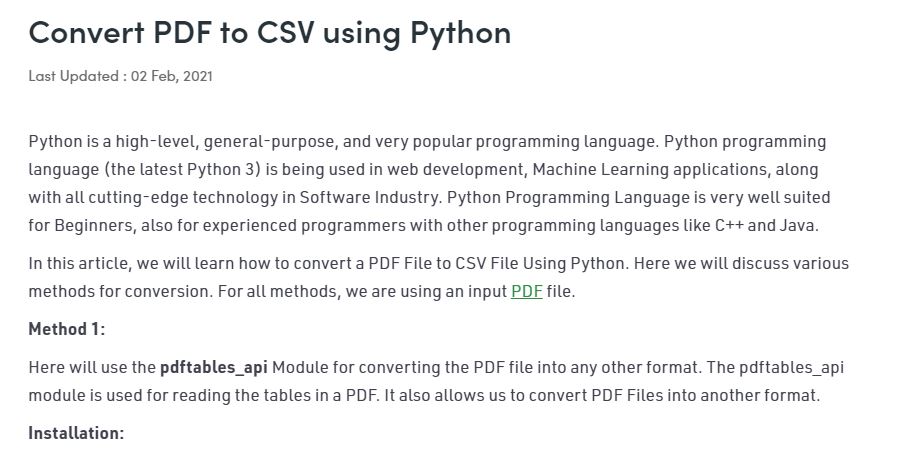 Convert PDF to CSV using Python
Last Updated : 02 Feb, 2021
Python is a high-level, general-purpose, and very popular programming language. Python programming
language (the latest Python 3) is being used in web development, Machine Learning applications, along
with all cutting-edge technology in Software Industry. Python Programming Language is very well suited
for Beginners, also for experienced programmers with other programming languages like C++ and Java.
In this article, we will learn how to convert a PDF File to CSV File Using Python. Here we will discuss various
methods for conversion. For all methods, we are using an input PDF file.
Method 1:
Here will use the pdftables_api Module for converting the PDF file into any other format. The pdftables_api
module is used for reading the tables in a PDF. It also allows us to convert PDF Files into another format.
Installation: